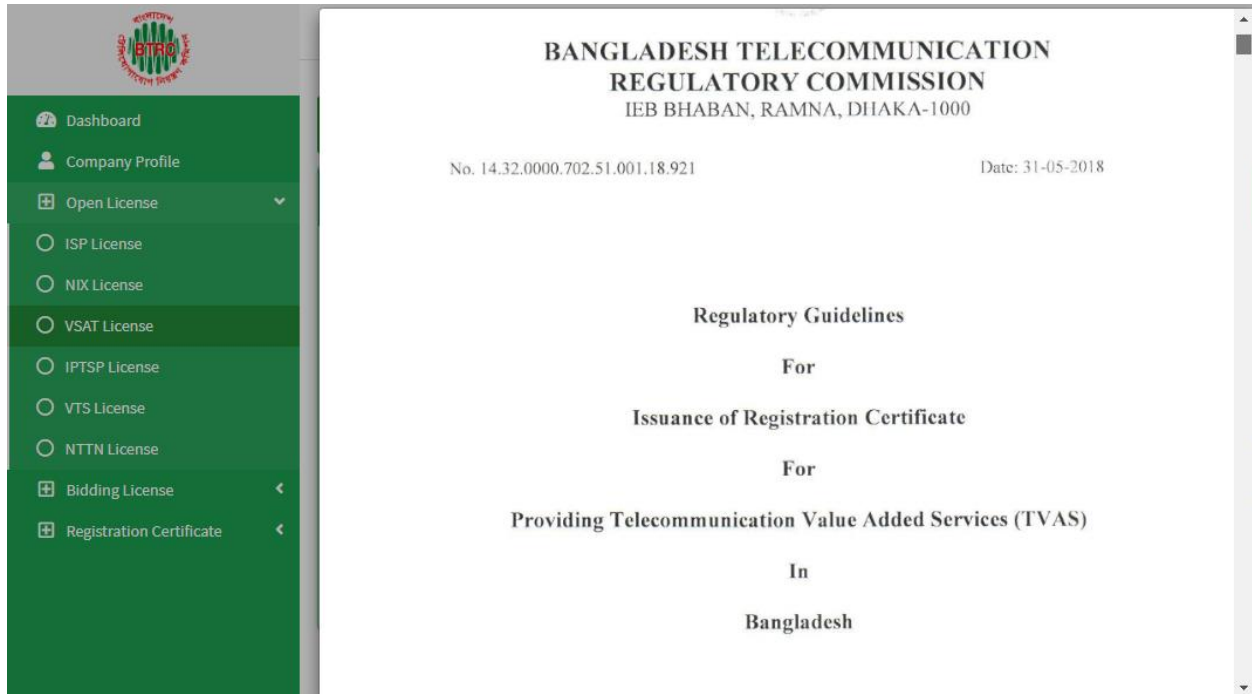 BTRC
Dashboard
Company Profile
Open License
ISP License
NIX License
VSAT License
IPTSP License
VTS License
NTTN License
Bidding License
Registration Certificate
BANGLADESH TELECOMMUNICATION
REGULATORY COMMISSION
IEB BHABAN, RAMNA, DHAKA-1000
No. 14.32.0000.702.51.001.18.921
Date: 31-05-2018
Regulatory Guidelines
For
Issuance of Registration Certificate
For
Providing Telecommunication Value Added Services (TVAS)
In
Bangladesh